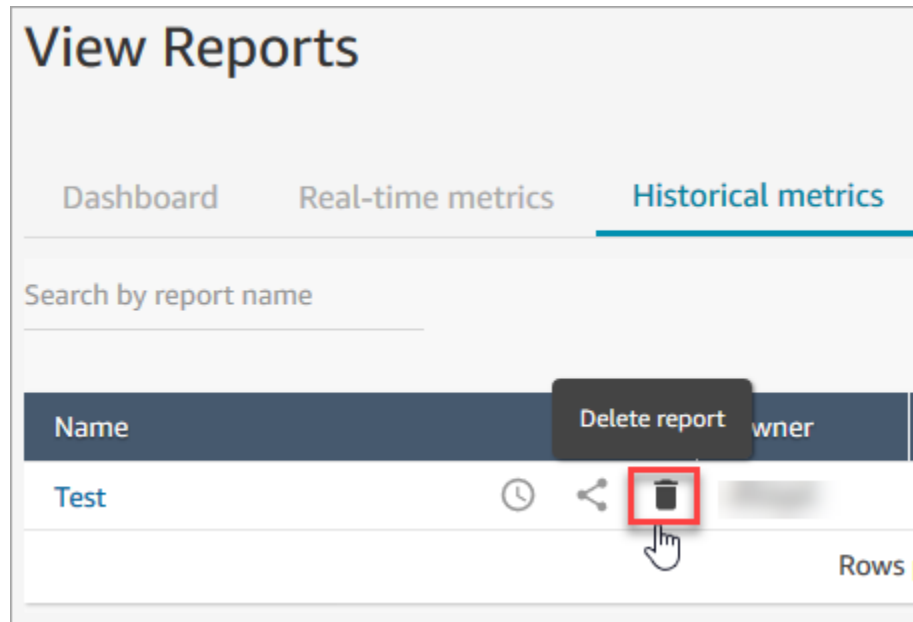 View Reports
Dashboard Real-time metrics Historical metrics
Search by report name
Delete report
Name wner
Test
Rows